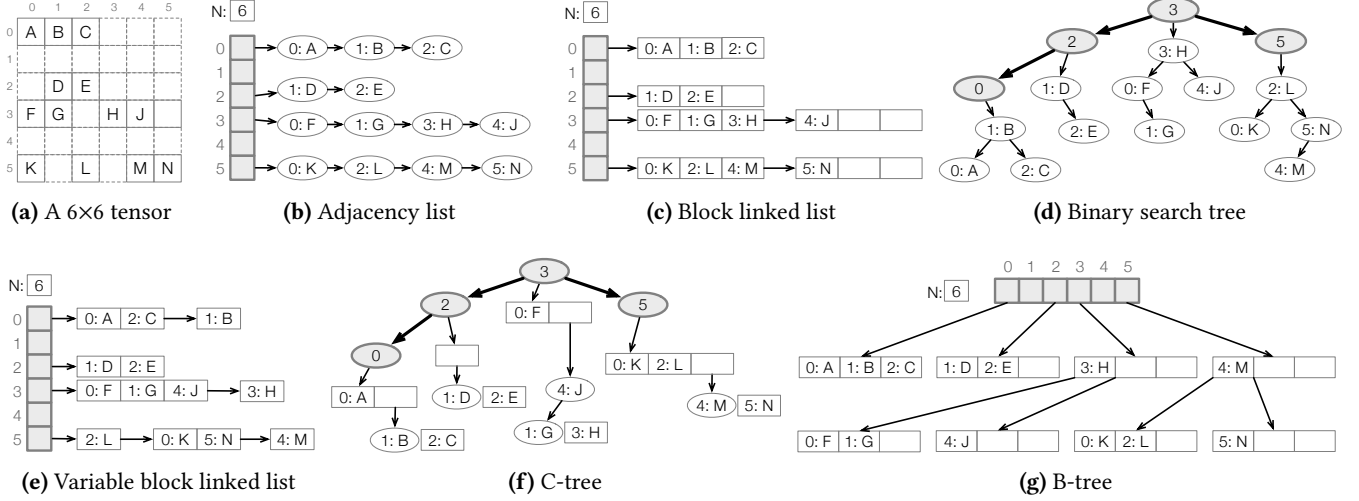 0 1 2 3 4 5
0 A B C
1
2 D E
3 F G H J
4
5 K L M N
(a) A 6×6 tensor
N: 6
0 0: A 1: B 2: C
1
2 1: D 2: E
3 0: F 1: G 3: H 4: J
4
5 0: K 2: L 4: M 5: N
(b) Adjacency list
N: 6
0 0: A 1: B 2: C
1
2 1: D 2: E
3 0: F 1: G 3: H 4: J
4
5 0: K 2: L 4: M 5: N
(c) Block linked list
3
2 5
3: H
0 1: D 0: F 4: J 2: L
1: B 2: E 1: G 0: K 5: N
0: A 2: C 4: M
(d) Binary search tree
N: 6
0 0: A 2: C 1: B
1
2 1: D 2: E
3 0: F 1: G 4: J 3: H
4
5 2: L 0: K 5: N 4: M
(e) Variable block linked list
3
2 0: F 5
0 0: K 2: L
0: A 1: D 2: E 4: J 4: M 5: N
1: B 2: C 1: G 3: H
(f) C-tree
0 1 2 3 4 5
N: 6
0: A 1: B 2: C 1: D 2: E 3: H 4: M
0: F 1: G 4: J 0: K 2: L 5: N
(g) B-tree